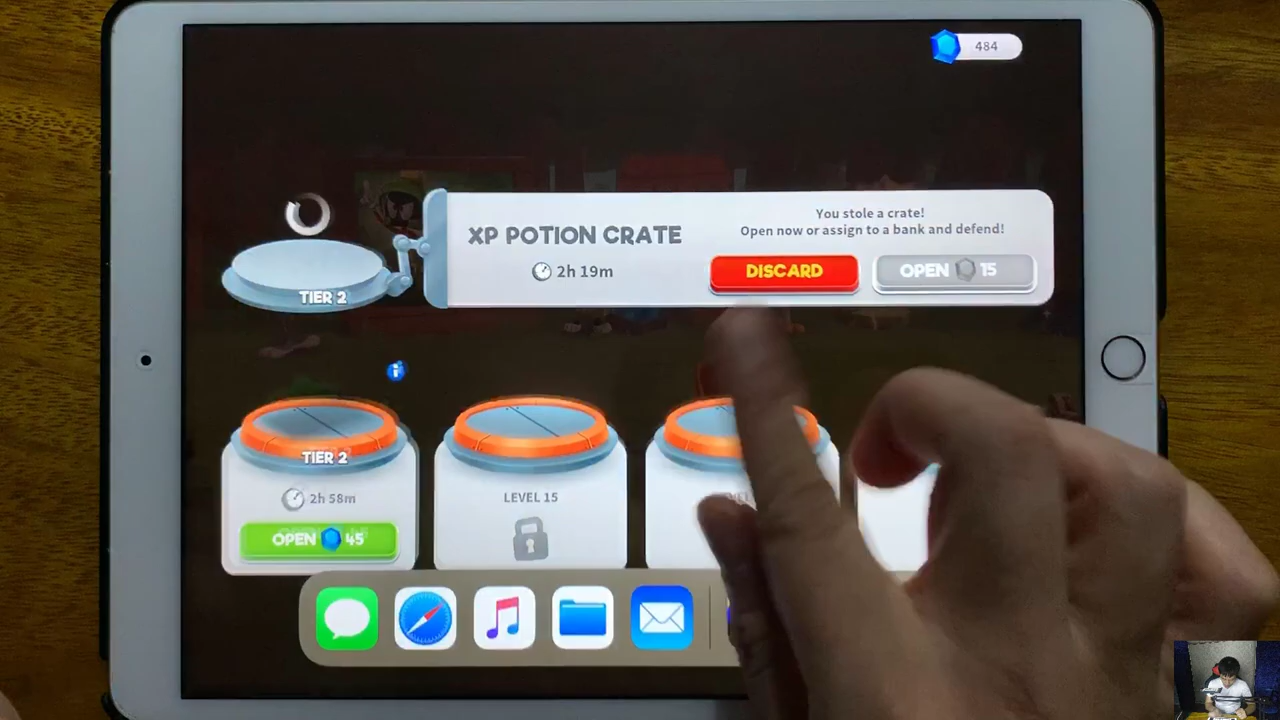 484
XP POTION CRATE
2h 19m
You stole a crate!
Open now or assign to a bank and defend!
DISCARD
OPEN 15
TIER 2
TIER 2
2h 58m
OPEN 45
LEVEL 15